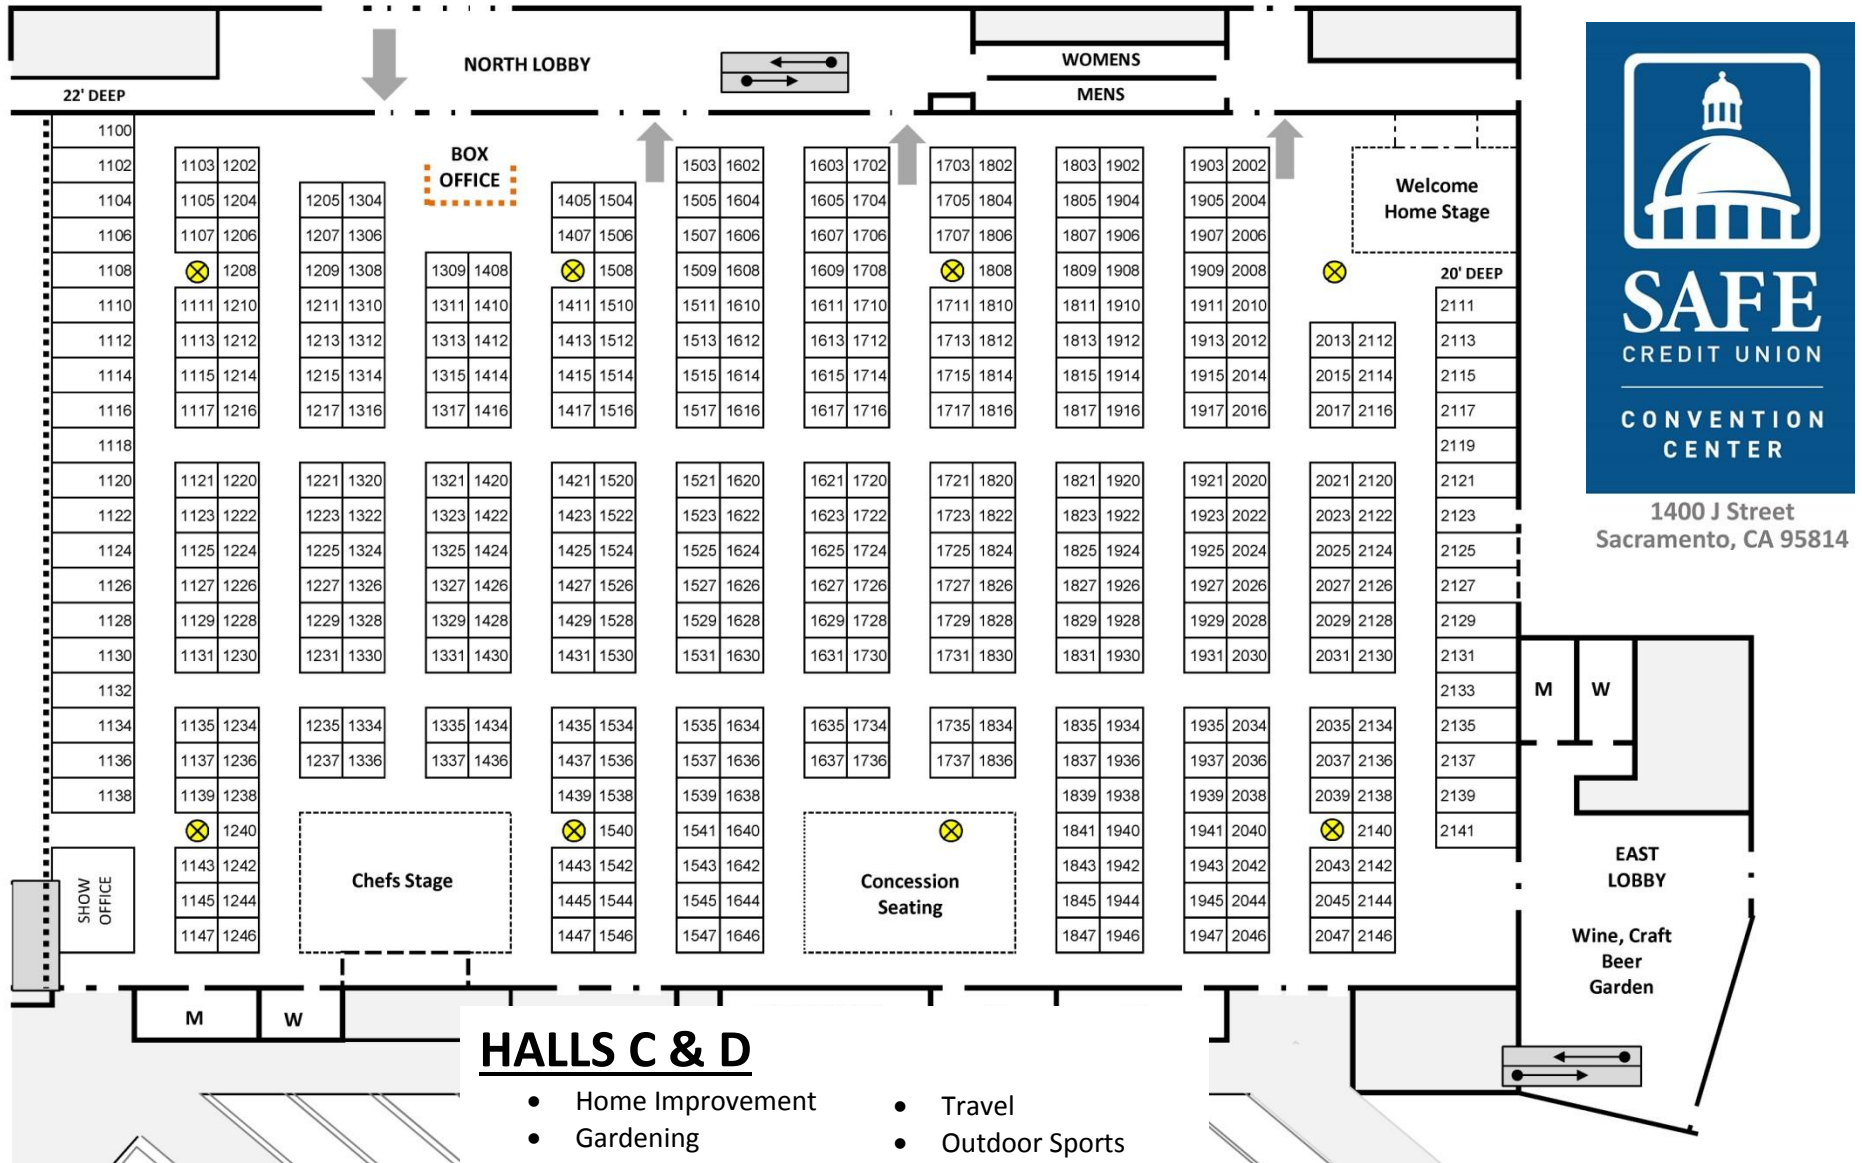 NORTH LOBBY
WOMENS
MENS
22' DEEP
BOX
OFFICE
Welcome
Home Stage
20' DEEP
1100
1102 1103 1202 1503 1602 1603 1702 1703 1802 1803 1902 1903 2002
1104 1105 1204 1205 1304 1405 1504 1505 1604 1605 1704 1705 1804 1805 1904 1905 2004
1106 1107 1206 1207 1306 1407 1506 1507 1606 1607 1706 1707 1806 1807 1906 1907 2006
1108 1208 1209 1308 1309 1408 1508 1509 1608 1609 1708 1808 1809 1908 1909 2008
1110 1111 1210 1211 1310 1311 1410 1411 1510 1511 1610 1611 1710 1711 1810 1811 1910 1911 2010 2111
1112 1113 1212 1213 1312 1313 1412 1413 1512 1513 1612 1613 1712 1713 1812 1813 1912 1913 2012 2013 2112 2113
1114 1115 1214 1215 1314 1315 1414 1415 1514 1515 1614 1615 1714 1715 1814 1815 1914 1915 2014 2015 2114 2115
1116 1117 1216 1217 1316 1317 1416 1417 1516 1517 1616 1617 1716 1717 1816 1817 1916 1917 2016 2017 2116 2117
1118 2119
1120 1121 1220 1221 1320 1321 1420 1421 1520 1521 1620 1621 1720 1721 1820 1821 1920 1921 2020 2021 2120 2121
1122 1123 1222 1223 1322 1323 1422 1423 1522 1523 1622 1623 1722 1723 1822 1823 1922 1923 2022 2023 2122 2123
1124 1125 1224 1225 1324 1325 1424 1425 1524 1525 1624 1625 1724 1725 1824 1825 1924 1925 2024 2025 2124 2125
1126 1127 1226 1227 1326 1327 1426 1427 1526 1527 1626 1627 1726 1727 1826 1827 1926 1927 2026 2027 2126 2127
1128 1129 1228 1229 1328 1329 1428 1429 1528 1529 1628 1629 1728 1729 1828 1829 1928 1929 2028 2029 2128 2129
1130 1131 1230 1231 1330 1331 1430 1431 1530 1531 1630 1631 1730 1731 1830 1831 1930 1931 2030 2031 2130 2131
1132 2133
1134 1135 1234 1235 1334 1335 1434 1435 1534 1535 1634 1635 1734 1735 1834 1835 1934 1935 2034 2035 2134 2135
1136 1137 1236 1237 1336 1337 1436 1437 1536 1537 1636 1637 1736 1737 1836 1837 1936 1937 2036 2037 2136 2137
1138 1139 1238 1439 1538 1539 1638 1839 1938 1939 2038 2039 2138 2139
1240 1540 1541 1640 1841 1940 1941 2040 2140 2141
1143 1242 1443 1542 1543 1642 1843 1942 1943 2042 2043 2142
1145 1244 1445 1544 1545 1644 1845 1944 1945 2044 2045 2144
1147 1246 1447 1546 1547 1646 1847 1946 1947 2046 2047 2146
SHOW
OFFICE
Chefs Stage
Concession
Seating
M W
M W
EAST
LOBBY
Wine, Craft
Beer
Garden
SAFE
CREDIT UNION
CONVENTION
CENTER
1400 J Street
Sacramento, CA 95814
HALLS C & D
• Home Improvement
• Gardening
• Travel
• Outdoor Sports